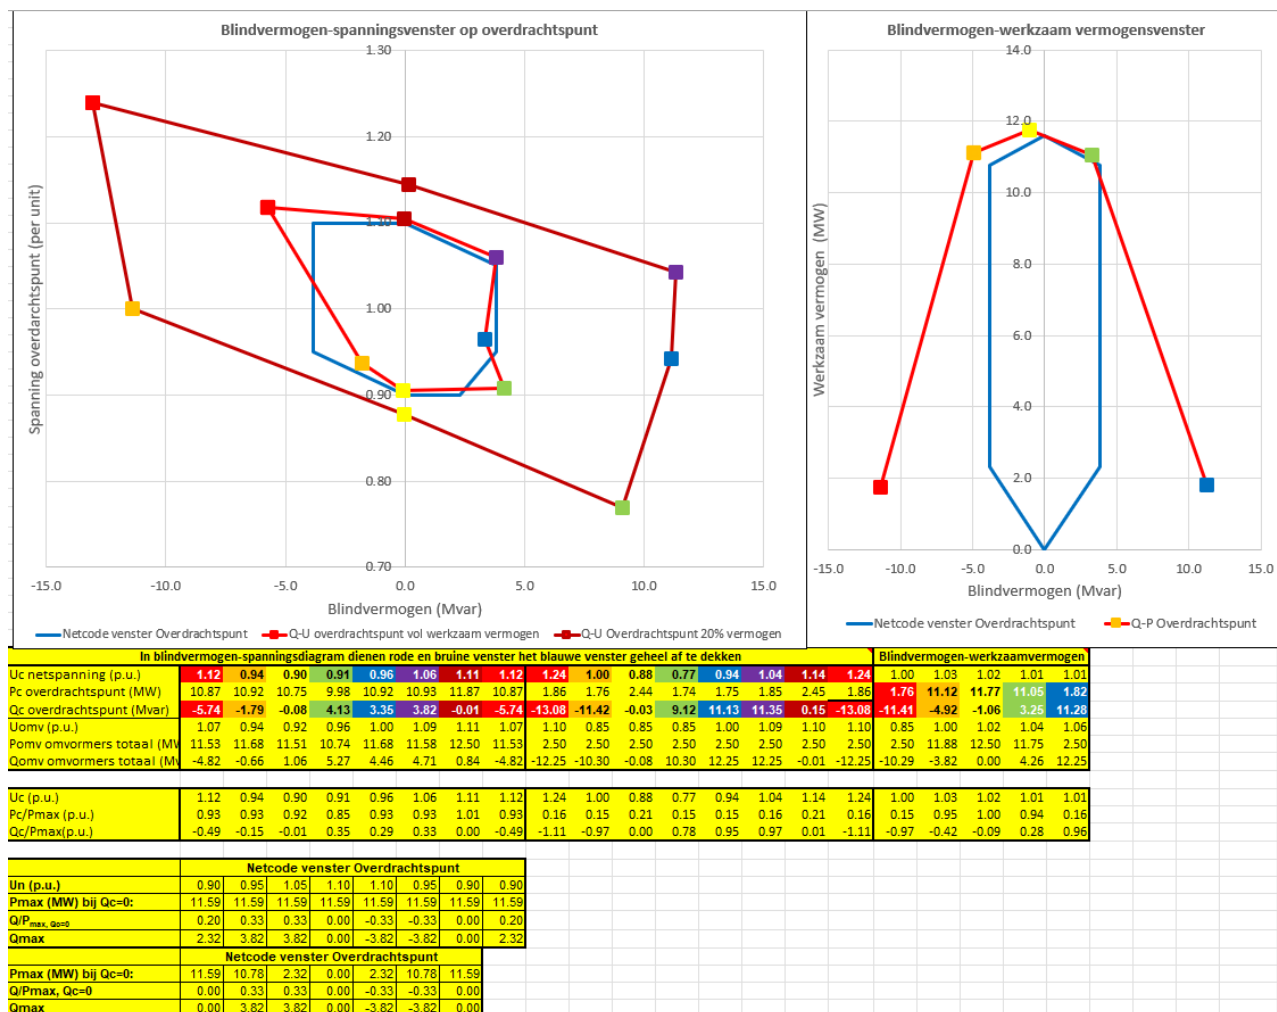 Blindvermogen-spanningsvenster op overdrachtspunt
1.30
1.20
1.10
1.00
0.90
0.80
0.70
-15.0 -10.0 -5.0 0.0 5.0 10.0 15.0
Spanning overdarchtspunt (per unit)
Blindvermogen (Mvar)
Netcode venster Overdrachtspunt Q-U overdrachtspunt vol werkzaam vermogen Q-U Overdrachtspunt 20% vermogen
Blindvermogen-werkzaam vermogensvenster
14.0
12.0
10.0
8.0
6.0
4.0
2.0
0.0
-15.0 -10.0 -5.0 0.0 5.0 10.0 15.0
Werkzaam vermogen (MW)
Blindvermogen (Mvar)
Netcode venster Overdrachtspunt Q-P Overdrachtspunt
In blindvermogen-spanningsdiagram dienen rode en bruine venster het blauwe venster geheel af te dekken Blindvermogen-werkzaamvermogen
Uc netspanning (p.u.) 1.12 0.94 0.90 0.91 0.96 1.06 1.11 1.12 1.24 1.00 0.88 0.77 0.94 1.04 1.14 1.24 1.00 1.03 1.02 1.01 1.01
Pc overdrachtspunt (MW) 10.87 10.92 10.75 9.98 10.92 10.93 11.87 10.87 1.86 1.76 2.44 1.74 1.75 1.85 2.45 1.86 1.76 11.12 11.77 11.05 1.82
Qc overdrachtspunt (Mvar) -5.74 -1.79 -0.08 4.13 3.35 3.82 -0.01 -5.74 -13.08 -11.42 -0.03 9.12 11.13 11.35 0.15 -13.08 -11.41 -4.92 -1.06 3.25 11.28
Uomv (p.u.) 1.07 0.94 0.92 0.96 1.00 1.09 1.11 1.07 1.10 0.85 0.85 0.85 1.00 1.09 1.10 1.10 0.85 1.00 1.02 1.04 1.06
Pomv omvormers totaal (MW 11.53 11.68 11.51 10.74 11.68 11.58 12.50 11.53 2.50 2.50 2.50 2.50 2.50 2.50 2.50 2.50 2.50 11.88 12.50 11.75 2.50
Qomv omvormers totaal (Mv -4.82 -0.66 1.06 5.27 4.46 4.71 0.84 -4.82 -12.25 -10.30 -0.08 10.30 12.25 12.25 -0.01 -12.25 -10.29 -3.82 0.00 4.26 12.25
Uc (p.u.) 1.12 0.94 0.90 0.91 0.96 1.06 1.11 1.12 1.24 1.00 0.88 0.77 0.94 1.04 1.14 1.24 1.00 1.03 1.02 1.01 1.01
Pc/Pmax (p.u.) 0.93 0.93 0.92 0.85 0.93 0.93 1.01 0.93 0.16 0.15 0.21 0.15 0.15 0.16 0.21 0.16 0.15 0.95 1.00 0.94 0.16
Qc/Pmax(p.u.) -0.49 -0.15 -0.01 0.35 0.29 0.33 0.00 -0.49 -1.11 -0.97 0.00 0.78 0.95 0.97 0.01 -1.11 -0.97 -0.42 -0.09 0.28 0.96
Netcode venster Overdrachtspunt
Un (p.u.) 0.90 0.95 1.05 1.10 1.10 0.95 0.90 0.90
Pmax (MW) bij Qc=0: 11.59 11.59 11.59 11.59 11.59 11.59 11.59 11.59
Q/Pmax, Qc=0 0.20 0.33 0.33 0.00 -0.33 -0.33 0.00 0.20
Qmax 2.32 3.82 3.82 0.00 -3.82 -3.82 0.00 2.32
Netcode venster Overdrachtspunt
Pmax (MW) bij Qc=0: 11.59 10.78 2.32 0.00 2.32 10.78 11.59
Q/Pmax, Qc=0 0.00 0.33 0.33 0.00 -0.33 -0.33 0.00
Qmax 0.00 3.82 3.82 0.00 -3.82 -3.82 0.00